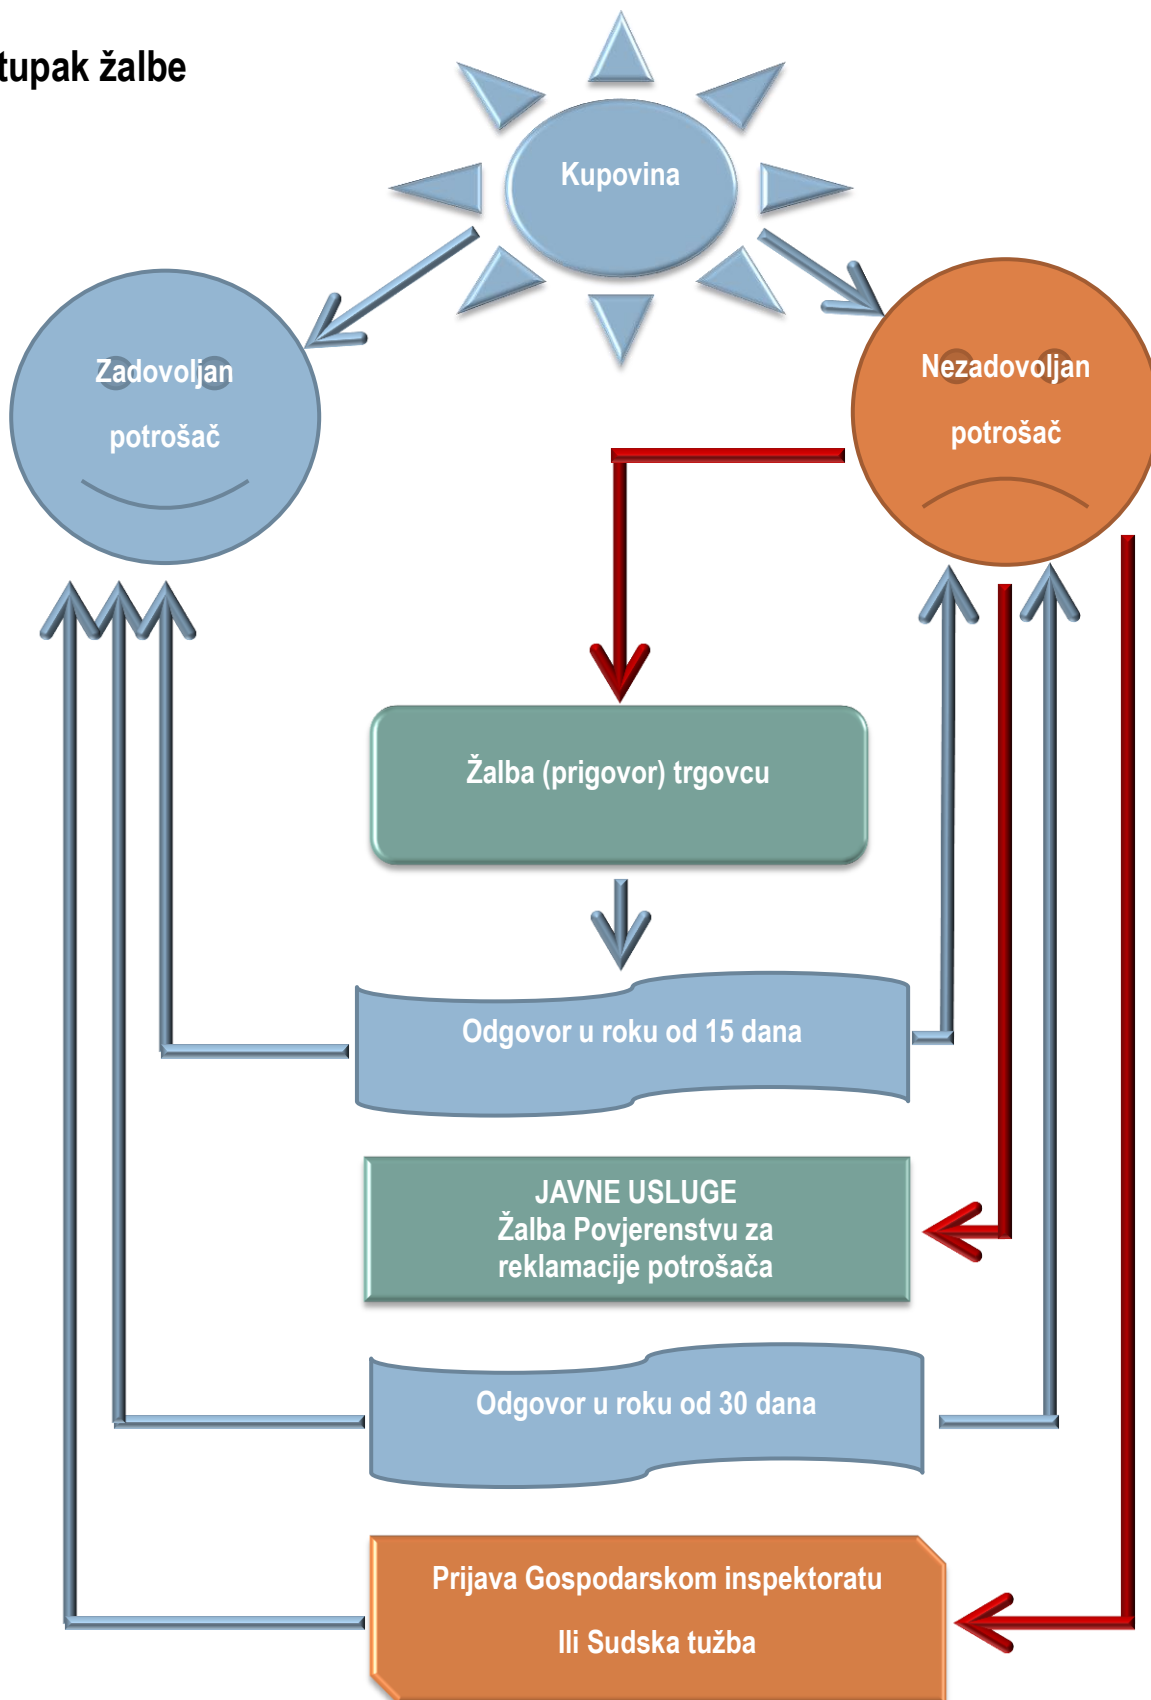 tupak žalbe
Kupovina
Zadovoljan
potrošač
Nezadovoljan
potrošač
Žalba (prigovor) trgovcu
Odgovor u roku od 15 dana
JAVNE USLUGE
Žalba Povjerenstvu za
reklamacije potrošača
Odgovor u roku od 30 dana
Prijava Gospodarskom inspektoratu
Ili Sudska tužba